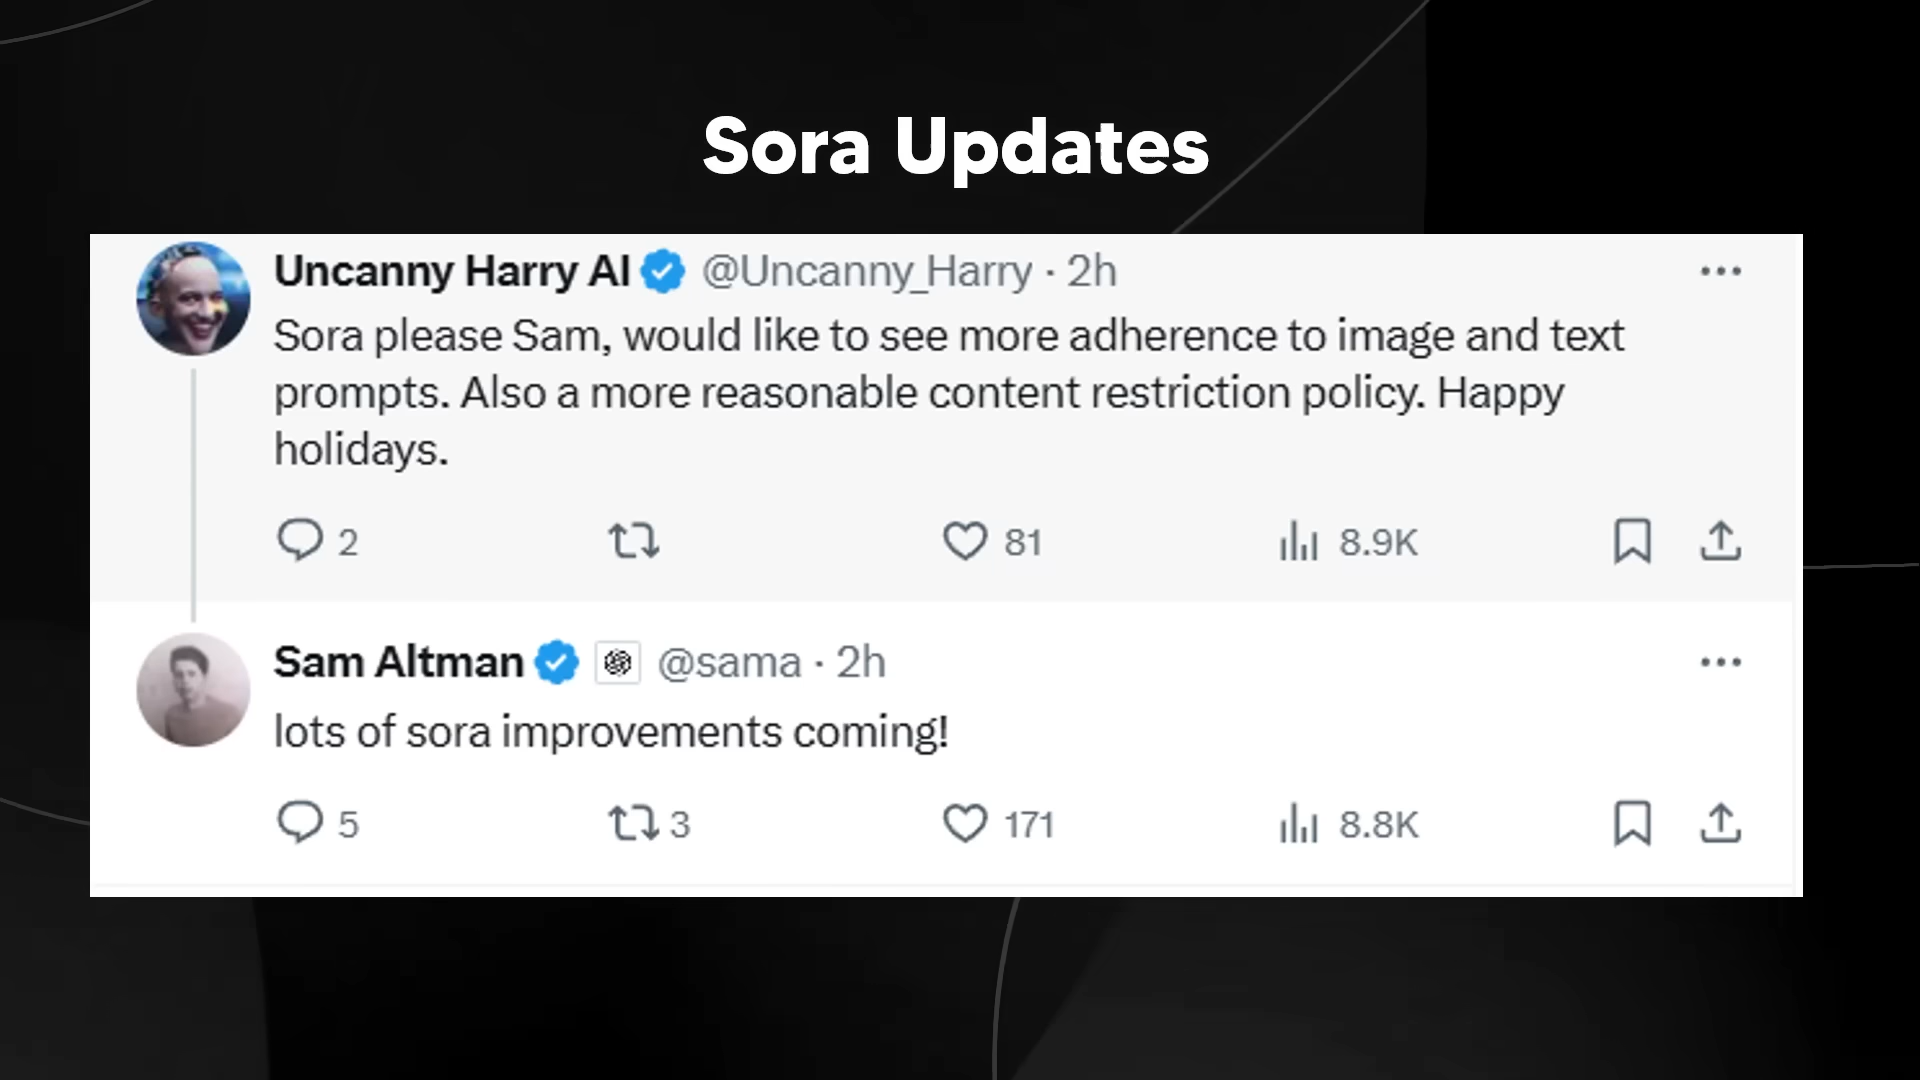 Sora Updates
Uncanny Harry AI @Uncanny_Harry · 2h
Sora please Sam, would like to see more adherence to image and text
prompts. Also a more reasonable content restriction policy. Happy
holidays.
2 81 8.9K
Sam Altman @sama · 2h
lots of sora improvements coming!
5 3 171 8.8K